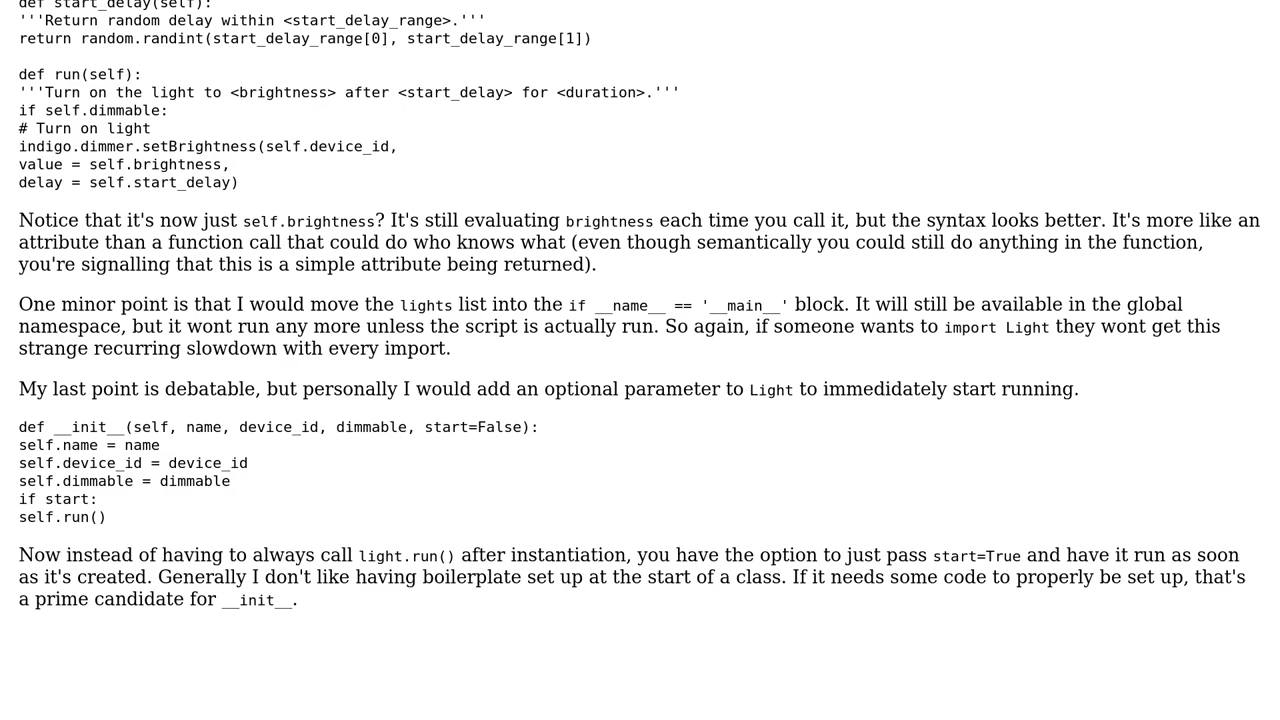 def start_delay(self):
'''Return random delay within <start_delay_range>.'''
return random.randint(start_delay_range[0], start_delay_range[1])
def run(self):
'''Turn on the light to <brightness> after <start_delay> for <duration>.'''
if self.dimmable:
# Turn on light
indigo.dimmer.setBrightness(self.device_id,
value = self.brightness,
delay = self.start_delay)
Notice that it's now just self.brightness? It's still evaluating brightness each time you call it, but the syntax looks better. It's more like an
attribute than a function call that could do who knows what (even though semantically you could still do anything in the function,
you're signalling that this is a simple attribute being returned).
One minor point is that I would move the lights list into the if __name__ == '__main__' block. It will still be available in the global
namespace, but it wont run any more unless the script is actually run. So again, if someone wants to import Light they wont get this
strange recurring slowdown with every import.
My last point is debatable, but personally I would add an optional parameter to Light to immedidately start running.
def __init__(self, name, device_id, dimmable, start=False):
self.name = name
self.device_id = device_id
self.dimmable = dimmable
if start:
self.run()
Now instead of having to always call light.run() after instantiation, you have the option to just pass start=True and have it run as soon
as it's created. Generally I don't like having boilerplate set up at the start of a class. If it needs some code to properly be set up, that's
a prime candidate for __init__.